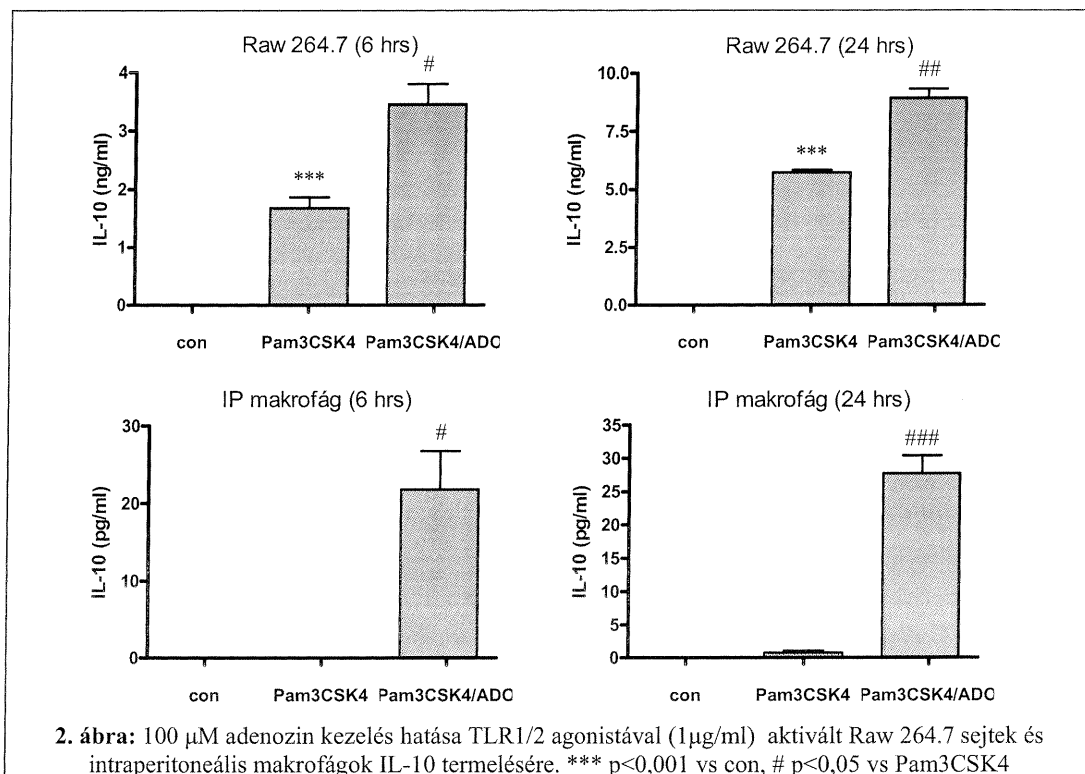 Raw 264.7 (6 hrs)
IL-10 (ng/ml)
4
3
2
1
0
***
#
con Pam3CSK4 Pam3CSK4/ADO
Raw 264.7 (24 hrs)
IL-10 (ng/ml)
10.0
7.5
5.0
2.5
0.0
***
##
con Pam3CSK4 Pam3CSK4/ADO
IP makrofág (6 hrs)
IL-10 (pg/ml)
30
20
10
0
#
con Pam3CSK4 Pam3CSK4/ADO
IP makrofág (24 hrs)
IL-10 (pg/ml)
35
30
25
20
15
10
5
0
###
con Pam3CSK4 Pam3CSK4/ADO
2. ábra: 100 μM adenozin kezelés hatása TLR1/2 agonistával (1μg/ml) aktivált Raw 264.7 sejtek és
intraperitoneális makrofágok IL-10 termelésére. *** p<0,001 vs con, # p<0,05 vs Pam3CSK4